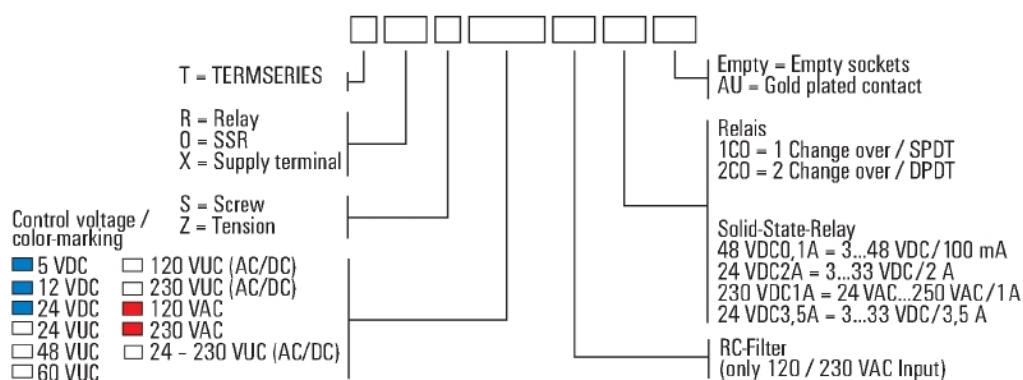 T = TERMSERIES
R = Relay
O = SSR
X = Supply terminal
S = Screw
Z = Tension
Control voltage /
color-marking
5 VDC
12 VDC
24 VDC
24 VUC
48 VUC
60 VUC
120 VUC (AC/DC)
230 VUC (AC/DC)
120 VAC
230 VAC
24 – 230 VUC (AC/DC)
Empty = Empty sockets
AU = Gold plated contact
Relais
1CO = 1 Change over / SPDT
2CO = 2 Change over / DPDT
Solid-State-Relay
48 VDC0,1A = 3...48 VDC/100 mA
24 VDC2A = 3...33 VDC/2 A
230 VDC1A = 24 VAC...250 VAC/1A
24 VDC3,5A = 3...33 VDC/3,5 A
RC-Filter
(only 120 / 230 VAC Input)